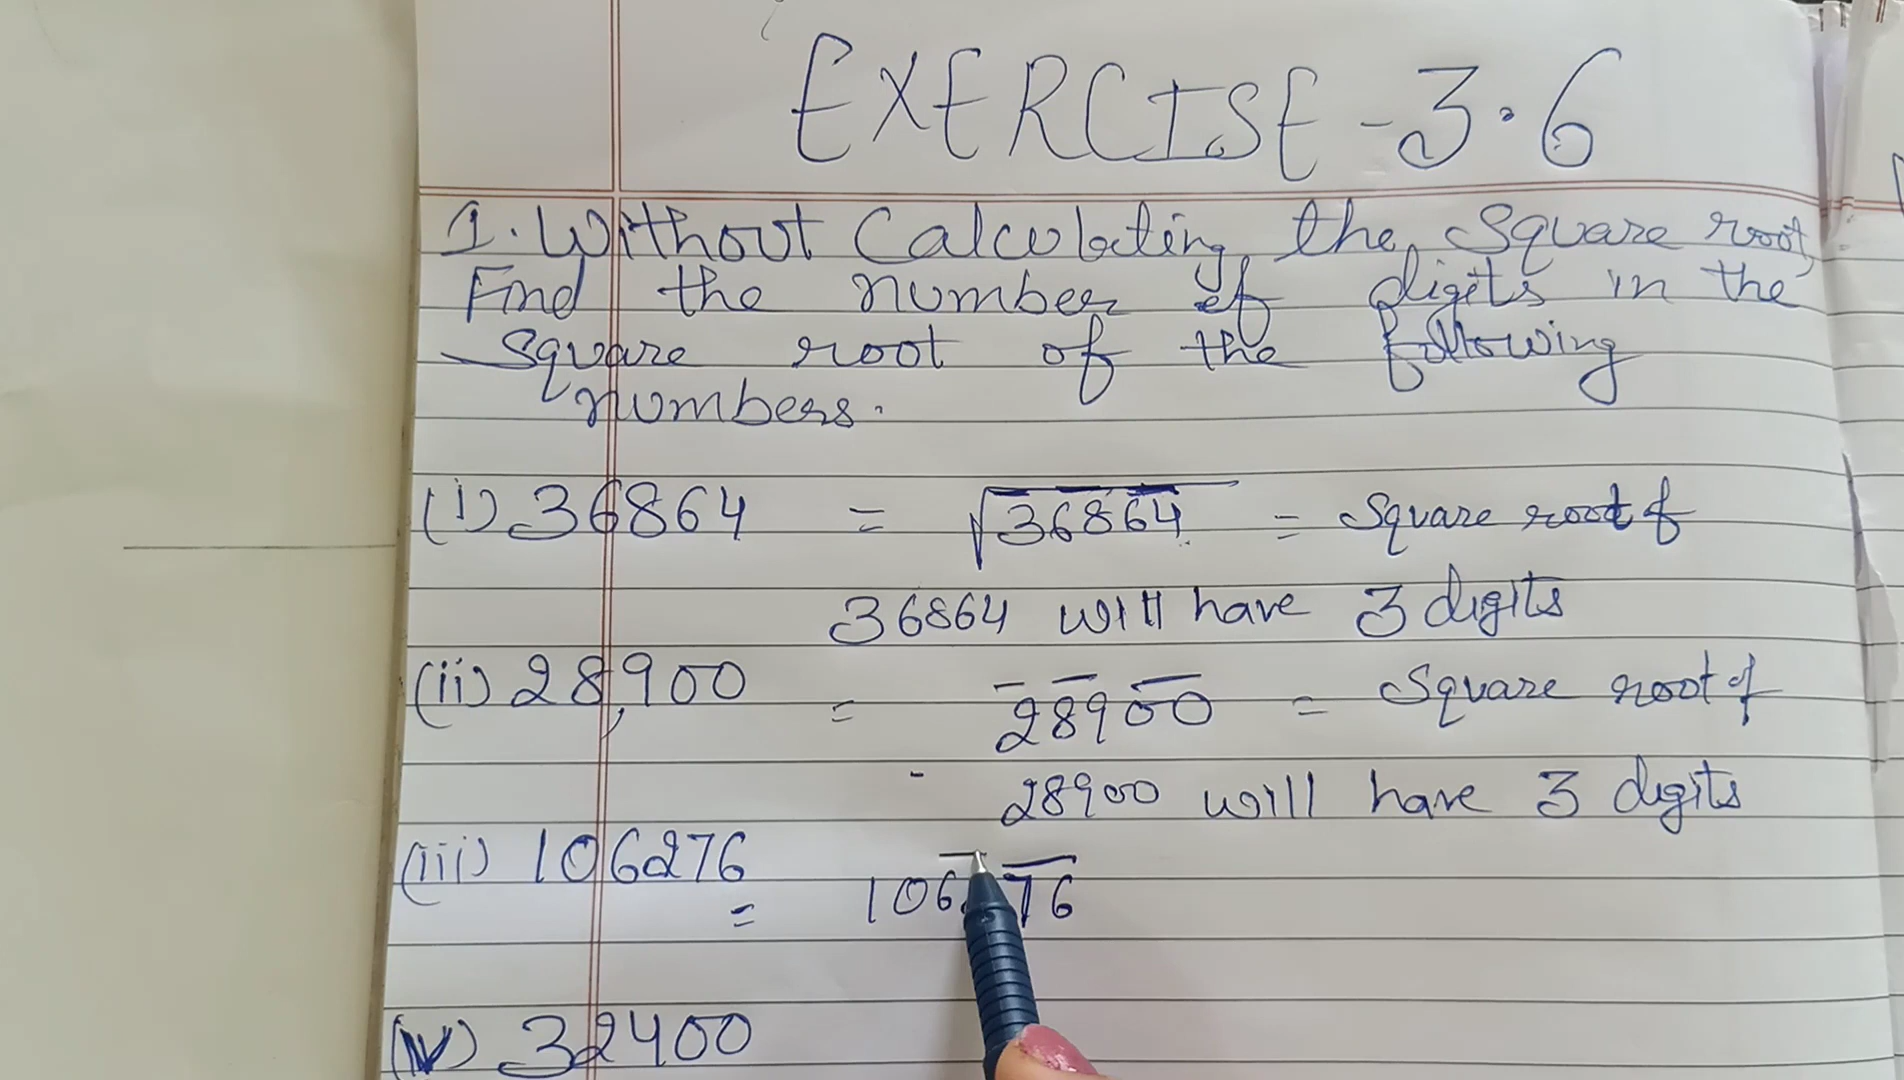 EXERCISE - 3.6
1. Without Calculating the Square root,
Find the number of digits in the
Square root of the following
numbers.
(i) 36864 = √36864 = Square root of
36864 will have 3 digits
(ii) 28,900 = 28900 = Square root of
28900 will have 3 digits
(iii) 106276
= 106 76
(iv) 32400